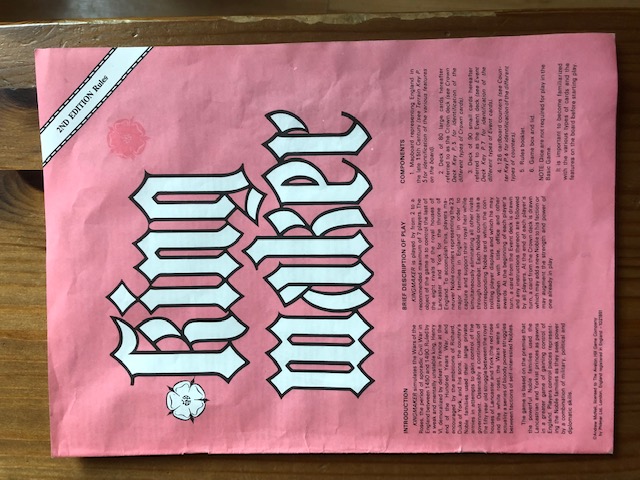 2ND EDITION Rules
King
maker
INTRODUCTION
KINGMAKER simulates the Wars of the
Roses, the period of sporadic Civil War in
England between 1450 and 1490. Ruled by
a weak and mentally unstable King, Henry
VI, demoralised by defeat in France at the
end of the Hundred Years War, and
encouraged by the ambitions of Richard
Duke of York, and his sons, the country's
Noble families used their large private
armies in attempts to gain control of the
government. Ostensibly a continuation of
the fifty year old struggle between the royal
houses of Lancaster and York (the red rose
and the white rose), the Wars were in
actuality a series of bloody power struggles
between factions of self-interested Nobles.
The game is based on the premise that
the powerful Noble families used the
Lancastrian and Yorkist princes as pawns
in a greater game of gaining control of
England. Players control pieces represent-
ing the Noble families as they seek power
by a combination of military, political and
diplomatic skills.
BRIEF DESCRIPTION OF PLAY
KINGMAKER is played by from 2 to a
recommended maximum of 7 players. The
object of the game is to control the last of
the eight rivals of the royal houses of
Lancaster and York for the throne of
England. To accomplish this, players ma-
neuver Noble counters representing the 23
major families in England in order to
capture and support their royal heir while
simultaneously eliminating all other rivals
through combat. Each Noble counter has a
corresponding Noble card which the con-
trolling player displays and which he may
strengthen with title, office and other
awards. At the beginning of each player's
turn, a card from the Event deck is drawn
and any instructions thereon are followed
by all players. At the end of each player's
turn, a card from the Crown deck is drawn
which may add a new Noble to his faction or
may augment the strength and power of
one already in play.
COMPONENTS
1. Mapboard representing England in
the late 15th Century (see Terrain Key P.
5 for identification of the various features
on the board).
2. Deck of 80 large cards hereafter
referred to as the Crown deck (see Crown
Deck Key P.5 for identification of the
different types of Crown cards).
3. Deck of 90 small cards hereafter
referred to as the Event deck (see Event
Deck Key P.7 for identification of the
different types of Event cards).
4. 128 cardboard counters (see Coun-
ter Key P.4 for identification of the different
types of counters).
5. Rules booklet.
6. Game box and lid.
NOTE: Dice are not required for play in the
Basic Game.
It is important to become familiarized
with the various types of cards and the
features on the board before starting play.
©Andrew McNeil, licensed to The Avalon Hill Game Company
by Philmar Ltd. London, England registered in England -